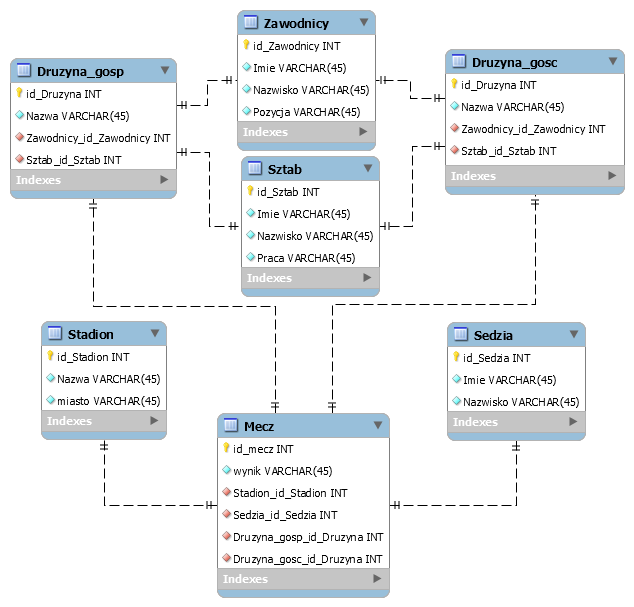 Zawodnicy
id_Zawodnicy INT
Imie VARCHAR(45)
Nazwisko VARCHAR(45)
Pozycja VARCHAR(45)
Indexes
Druzyna_gosp
id_Druzyna INT
Nazwa VARCHAR(45)
Zawodnicy_id_Zawodnicy INT
Sztab_id_Sztab INT
Indexes
Druzyna_gosc
id_Druzyna INT
Nazwa VARCHAR(45)
Zawodnicy_id_Zawodnicy INT
Sztab_id_Sztab INT
Indexes
Sztab
id_Sztab INT
Imie VARCHAR(45)
Nazwisko VARCHAR(45)
Praca VARCHAR(45)
Indexes
Stadion
id_Stadion INT
Nazwa VARCHAR(45)
miasto VARCHAR(45)
Indexes
Sedzia
id_Sedzia INT
Imie VARCHAR(45)
Nazwisko VARCHAR(45)
Indexes
Mecz
id_mecz INT
wynik VARCHAR(45)
Stadion_id_Stadion INT
Sedzia_id_Sedzia INT
Druzyna_gosp_id_Druzyna INT
Druzyna_gosc_id_Druzyna INT
Indexes